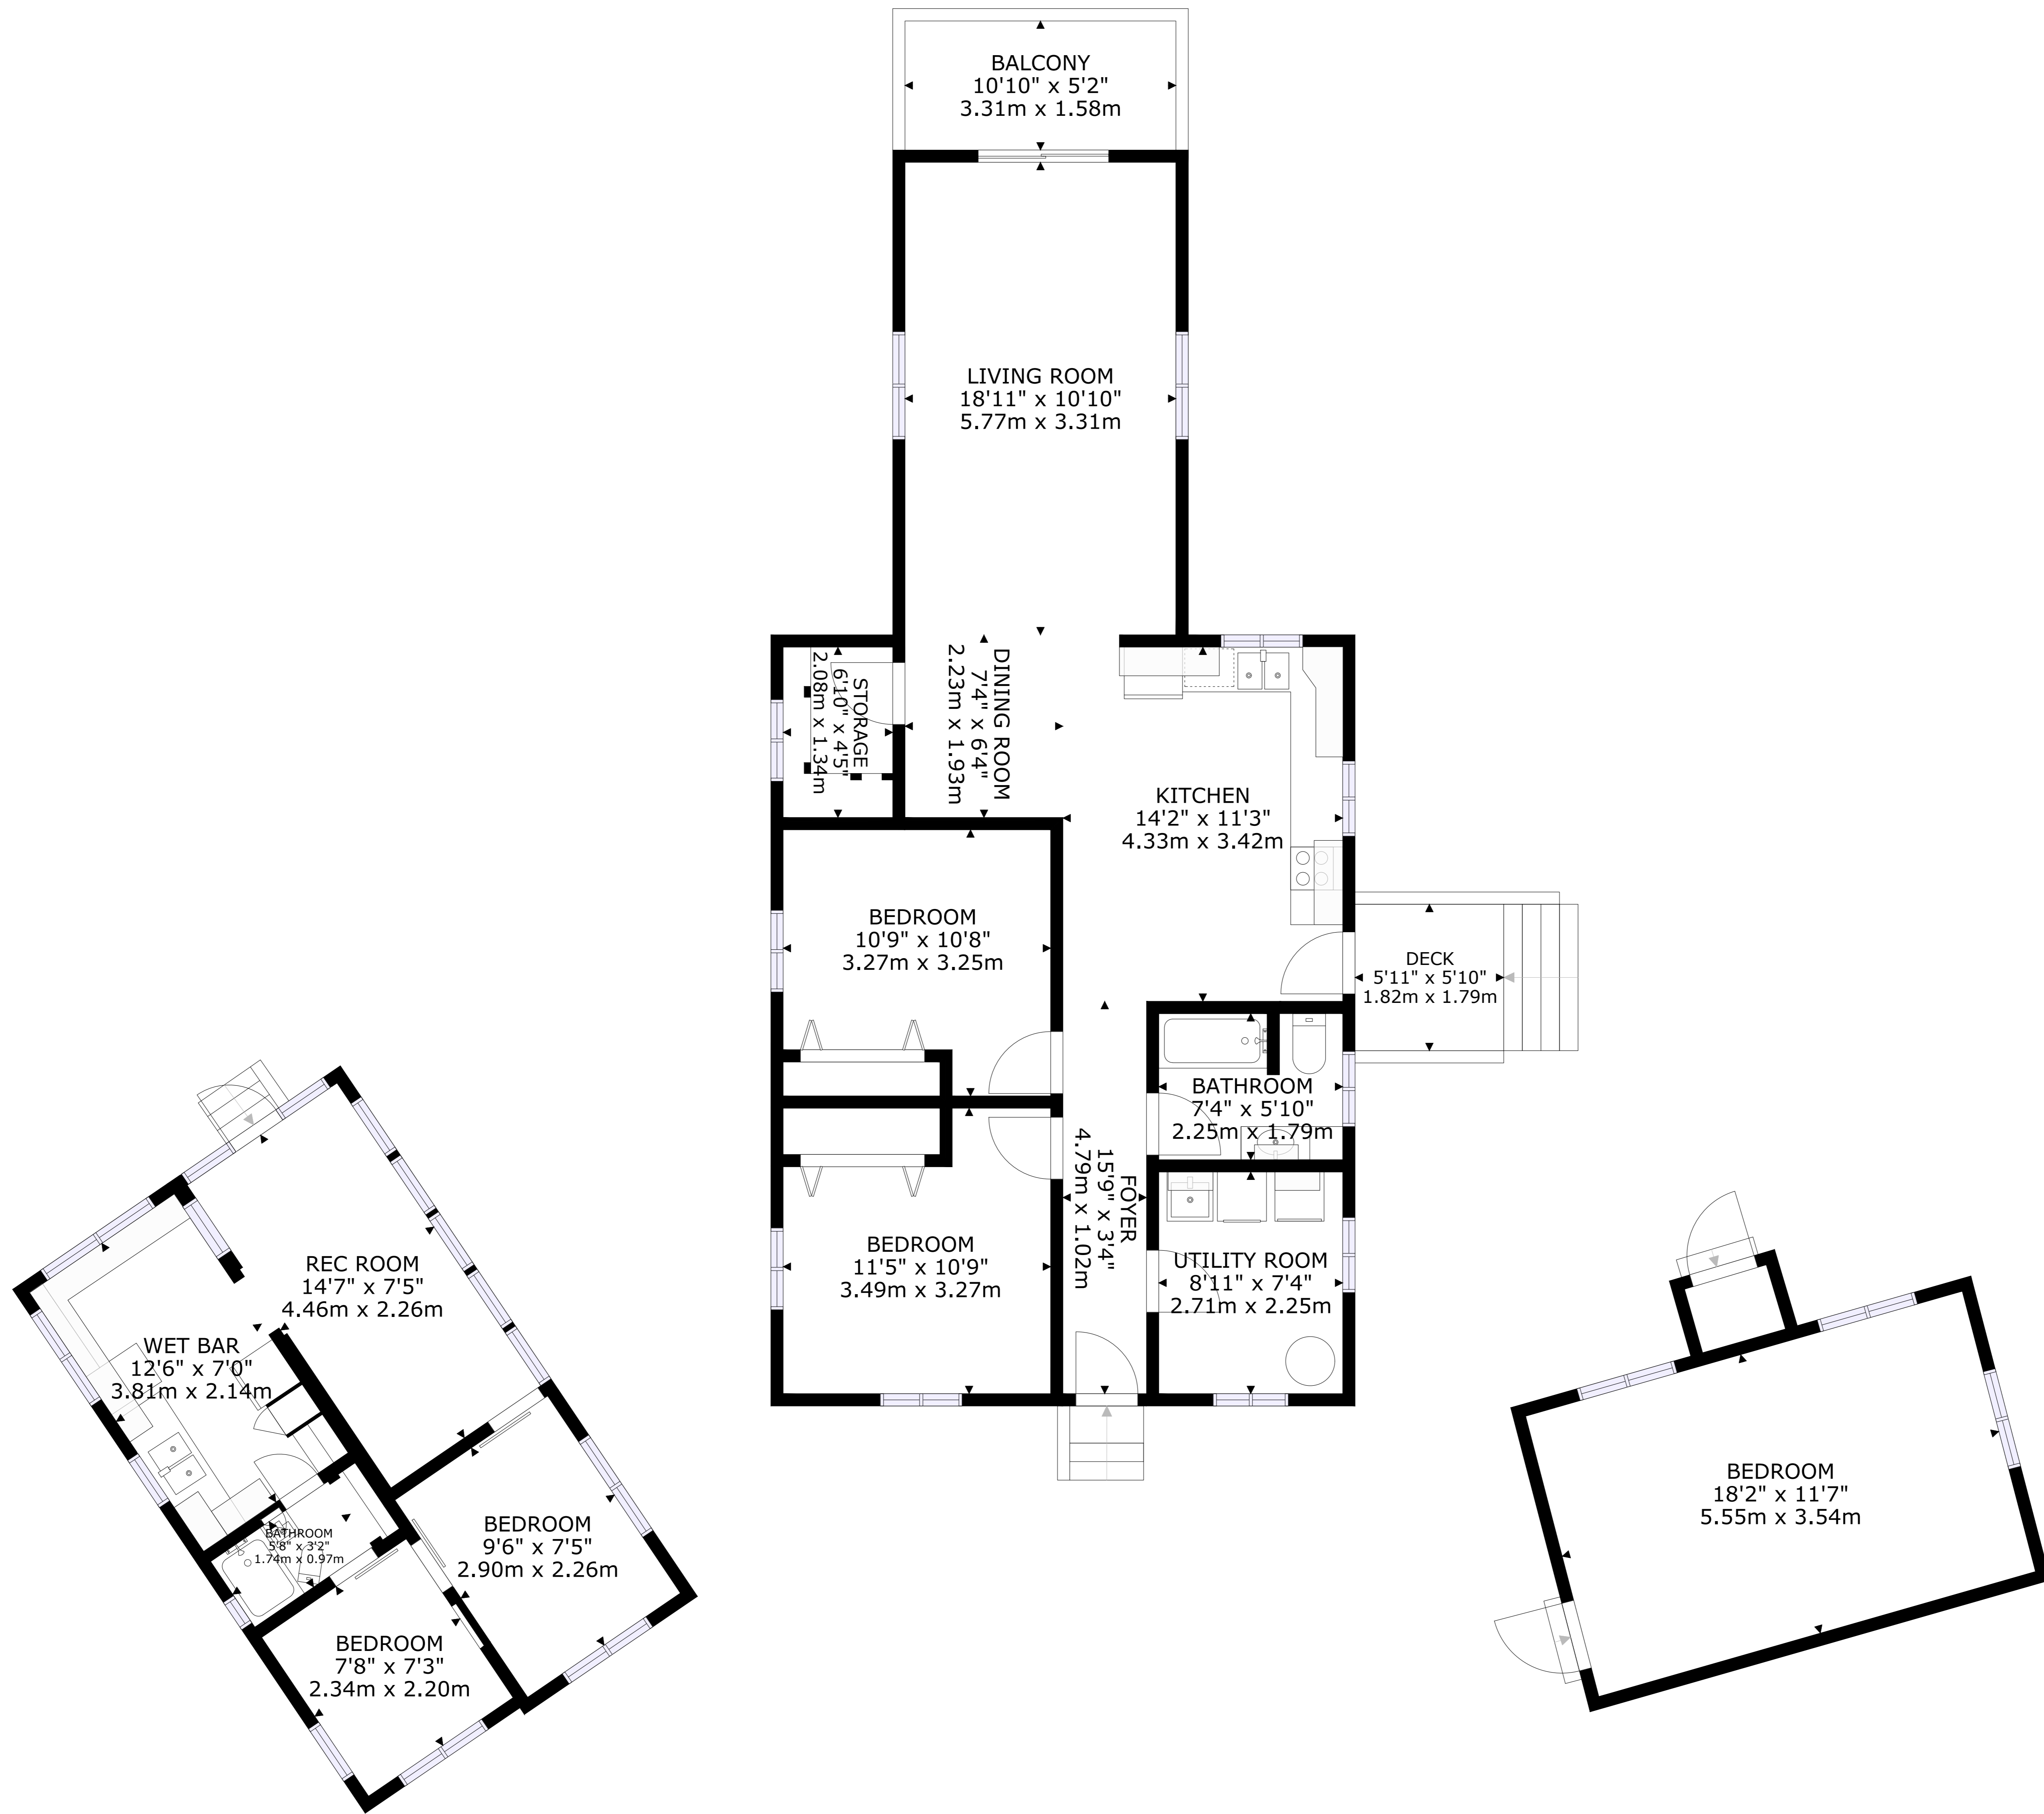 BALCONY
10'10" x 5'2"
3.31m x 1.58m
LIVING ROOM
18'11" x 10'10"
5.77m x 3.31m
STORAGE
6'10" x 4'5"
2.08m x 1.34m
DINING ROOM
7'4" x 6'4"
2.23m x 1.93m
KITCHEN
14'2" x 11'3"
4.33m x 3.42m
BEDROOM
10'9" x 10'8"
3.27m x 3.25m
DECK
5'11" x 5'10"
1.82m x 1.79m
BATHROOM
7'4" x 5'10"
2.25m x 1.79m
FOYER
15'9" x 3'4"
4.79m x 1.02m
BEDROOM
11'5" x 10'9"
3.49m x 3.27m
UTILITY ROOM
8'11" x 7'4"
2.71m x 2.25m
REC ROOM
14'7" x 7'5"
4.46m x 2.26m
WET BAR
12'6" x 7'0"
3.81m x 2.14m
BATHROOM
5'8" x 3'2"
1.74m x 0.97m
BEDROOM
9'6" x 7'5"
2.90m x 2.26m
BEDROOM
7'8" x 7'3"
2.34m x 2.20m
BEDROOM
18'2" x 11'7"
5.55m x 3.54m